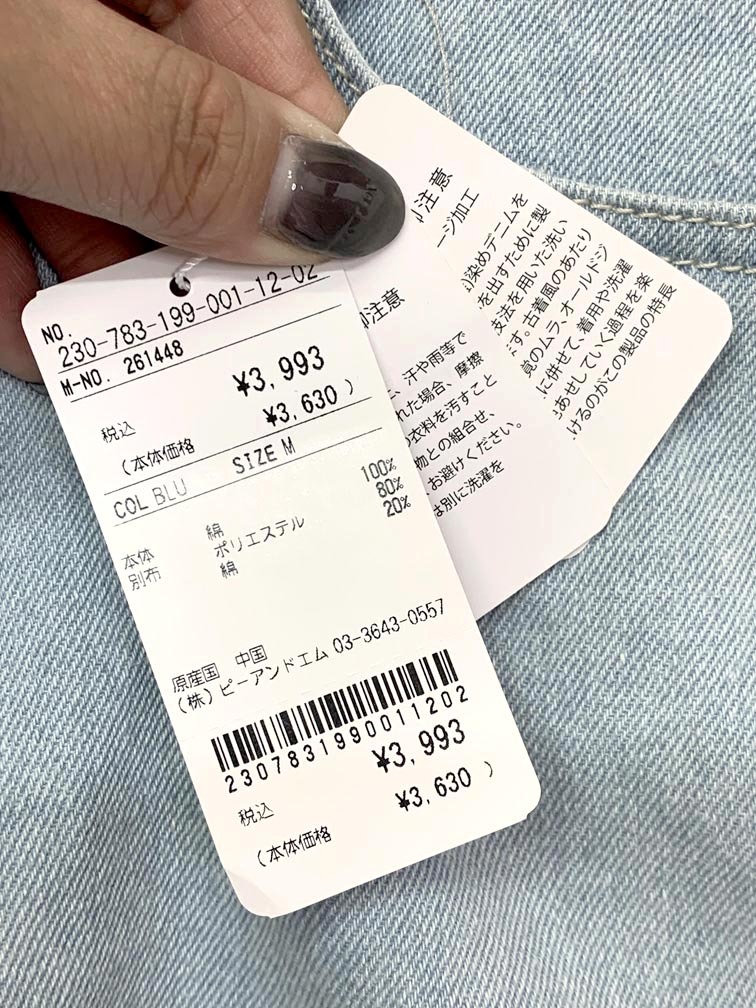 NO.
230-783-199-001-12-02
M-NO. 261448
¥3,993
税込
¥3,630 )
(本体価格
COL BLU SIZE M
100%
本体 綿 80%
別布 ポリエステル 20%
綿
原産国 中国
(株)ピーアンドエム 03-3643-0557
2307831990011202
¥3,993
税込
¥3,630 )
(本体価格
の注意
汗や雨等で
れた場合、摩擦
衣料を汚すこと
物との組合せ、
お避けください。
は別に洗濯を
注意
ージ加工
染めデニムを
を出すために製
技法を用いた洗い
す。古着風のあたり
色のムラ、オールドジ
に併せて、着用や洗濯
あせしていく過程を楽
けるのがこの製品の特長